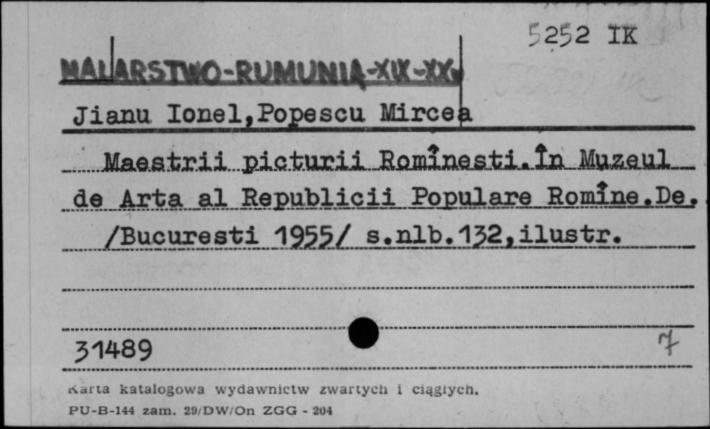 5252 IK
MALARSTWO-RUMUNIA-XIX-XXw
Jianu Ionel,Popescu Mircea
Maestrii picturii Romînesti.În Muzeul
de Arta al Republicii Populare Romîne.De.
/Bucuresti 1955/ s.nlb.132,ilustr.
31489
7
Karta katalogowa wydawnictw zwartych i ciągłych.
PU-B-144 zam. 29/DW/On ZGG - 204